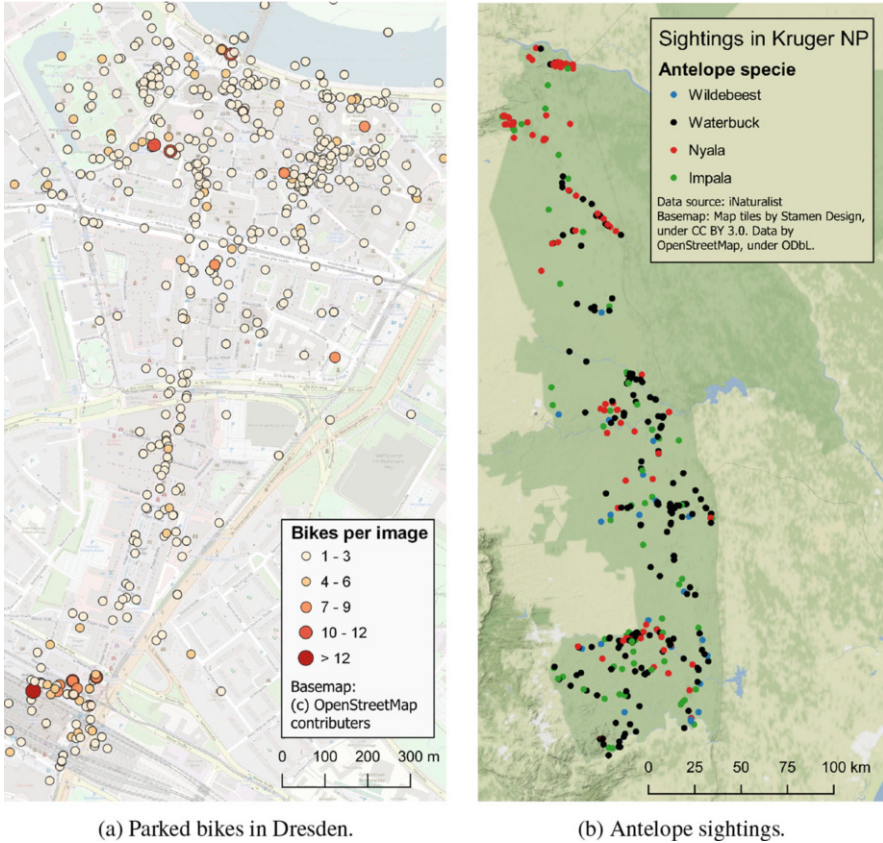 Bikes per image
1 - 3
4 - 6
7 - 9
10 - 12
> 12
Basemap:
(c) OpenStreetMap
contributers
0 100 200 300 m
(a) Parked bikes in Dresden.
Sightings in Kruger NP
Antelope specie
Wildebeest
Waterbuck
Nyala
Impala
Data source: iNaturalist
Basemap: Map tiles by Stamen Design,
under CC BY 3.0. Data by
OpenStreetMap, under ODbL.
0 25 50 75 100 km
(b) Antelope sightings.